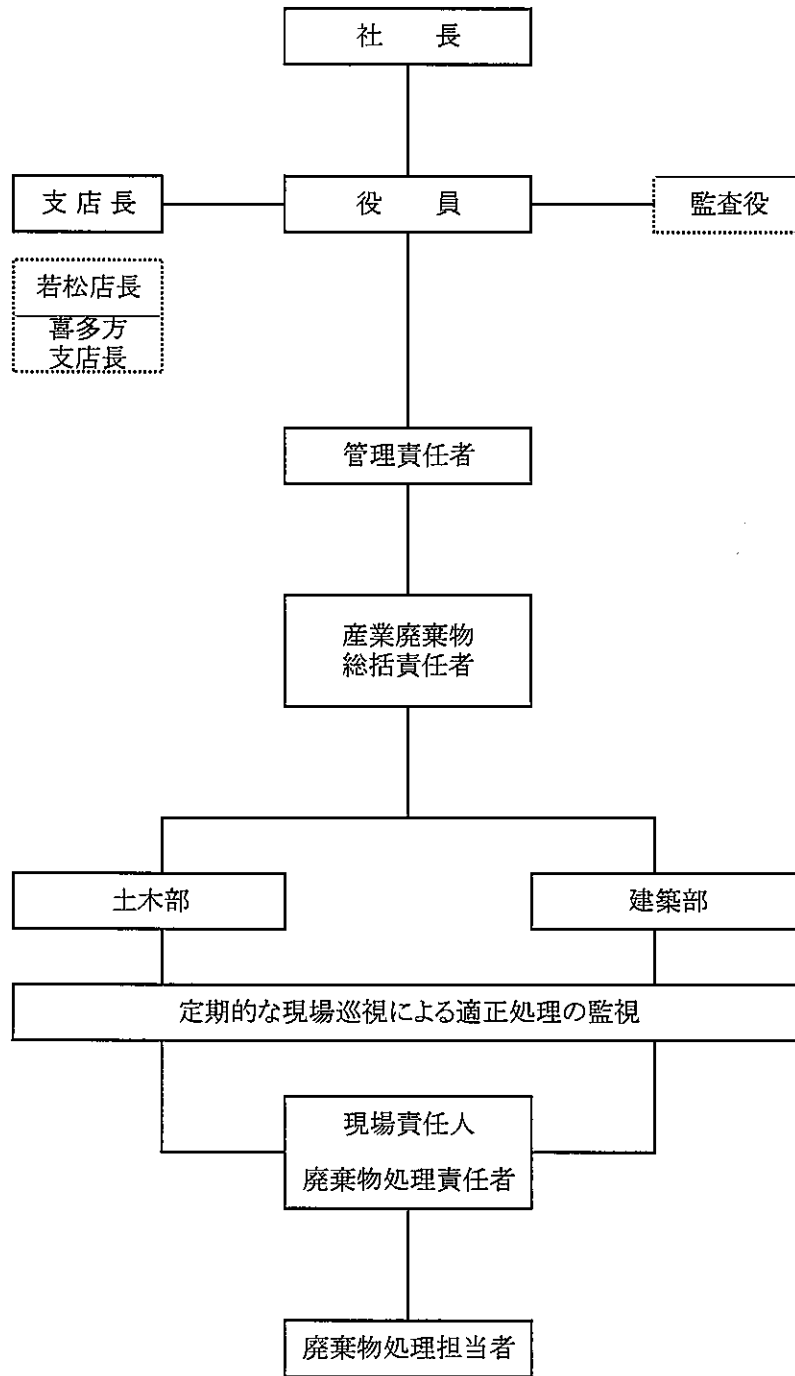 社　長
支店長
役　員
監査役
若松店長
喜多方
支店長
管理責任者
産業廃棄物
総括責任者
土木部
建築部
定期的な現場巡視による適正処理の監視
現場責任人
廃棄物処理責任者
廃棄物処理担当者